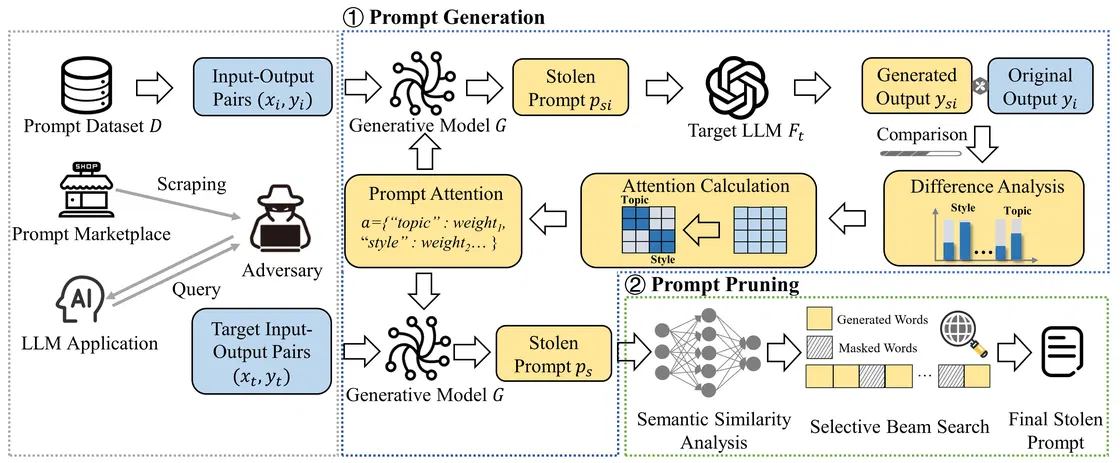 ① Prompt Generation
Prompt Dataset D
Input-Output
Pairs (xᵢ, yᵢ)
Generative Model G
Stolen
Prompt pₛᵢ
Target LLM Fₜ
Generated
Output yₛᵢ
Original
Output yᵢ
Comparison
SHOP
Prompt Marketplace
Scraping
Adversary
Query
AI
LLM Application
Target Input-
Output Pairs
(xₜ, yₜ)
Prompt Attention
a={“topic” : weight₁,
“style” : weight₂… }
Attention Calculation
Topic
Style
Difference Analysis
Style
Topic
...
Generative Model G
Stolen
Prompt pₛ
② Prompt Pruning
Semantic Similarity
Analysis
Generated Words
Masked Words
...
Selective Beam Search
Final Stolen
Prompt